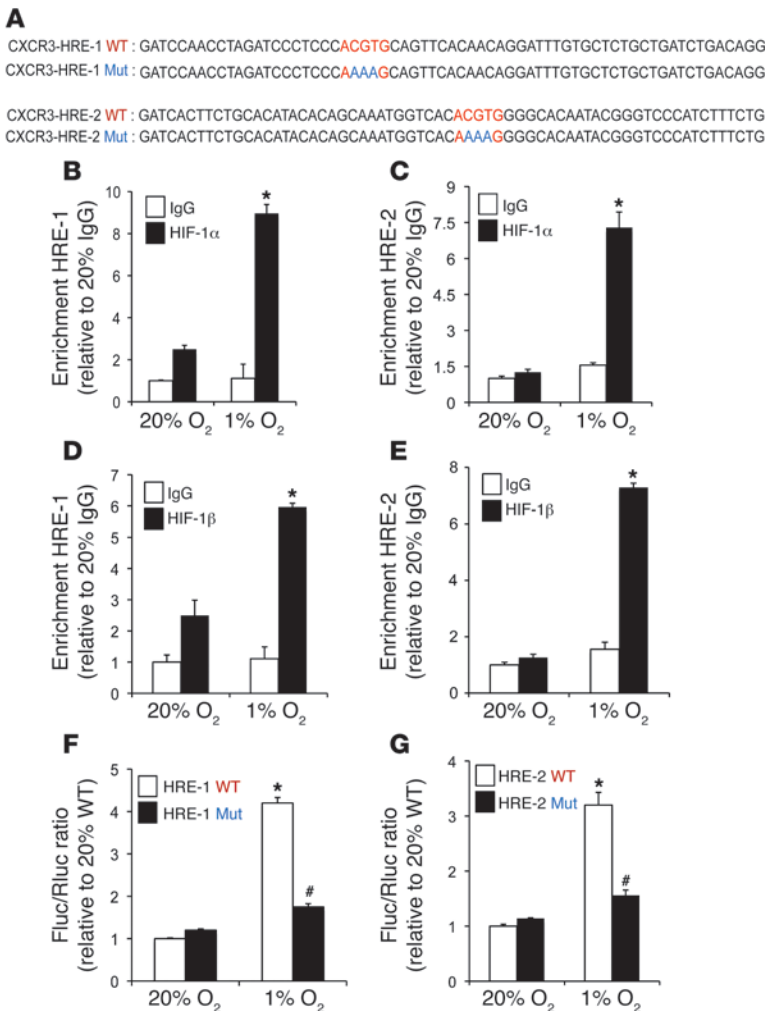 A
CXCR3-HRE-1 WT : GATCCAACCTAGATCCCTCCCACGTGCAGTTCACAACAGGATTTGTGCTCTGCTGATCTGACAGG
CXCR3-HRE-1 Mut : GATCCAACCTAGATCCCTCCCAAAAGCAGTTCACAACAGGATTTGTGCTCTGCTGATCTGACAGG
CXCR3-HRE-2 WT : GATCACTTCTGCACATACACAGCAAATGGTCACACGTGGGGCACAATACGGGTCCCATCTTTCTG
CXCR3-HRE-2 Mut : GATCACTTCTGCACATACACAGCAAATGGTCACAAAAGGGGCACAATACGGGTCCCATCTTTCTG
B
Enrichment HRE-1
(relative to 20% IgG)
10
8
6
4
2
0
IgG
HIF-1α
*
20% O₂ 1% O₂
C
Enrichment HRE-2
(relative to 20% IgG)
9
7.5
6
4.5
3
1.5
0
IgG
HIF-1α
*
20% O₂ 1% O₂
D
Enrichment HRE-1
(relative to 20% IgG)
7
6
5
4
3
2
1
0
IgG
HIF-1β
*
20% O₂ 1% O₂
E
Enrichment HRE-2
(relative to 20% IgG)
8
6
4
2
0
IgG
HIF-1β
*
20% O₂ 1% O₂
F
Fluc/Rluc ratio
(relative to 20% WT)
5
4
3
2
1
0
HRE-1 WT
HRE-1 Mut
*
#
20% O₂ 1% O₂
G
Fluc/Rluc ratio
(relative to 20% WT)
4
3
2
1
0
HRE-2 WT
HRE-2 Mut
*
#
20% O₂ 1% O₂